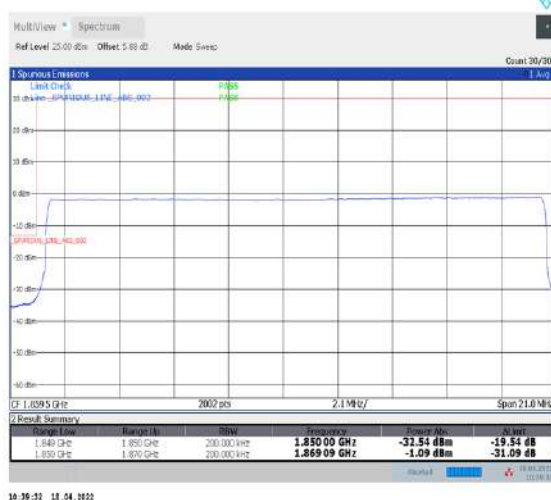 MultiView Spectrum
Ref Level 25.00 dBm Offset 5.88 dB Mode Sweep
Count 30/30
1 Spurious Emissions
1 Avg
Limit Check PASS
Line _SPURIOUS_LINE_ABS_002 PASS
20 dBm
10 dBm
0 dBm
-10 dBm
-20 dBm
-30 dBm
-40 dBm
-50 dBm
-60 dBm
CF 1.8595 GHz 2002 pts 2.1 MHz/ Span 21.0 MHz
2 Result Summary
Range Low Range Up RBW Frequency Power Abs ΔLimit
1.849 GHz 1.850 GHz 200.000 kHz 1.85000 GHz -32.54 dBm -19.54 dB
1.850 GHz 1.870 GHz 200.000 kHz 1.86909 GHz -1.09 dBm -31.09 dB
Aborted
10:39:32 18.04.2022